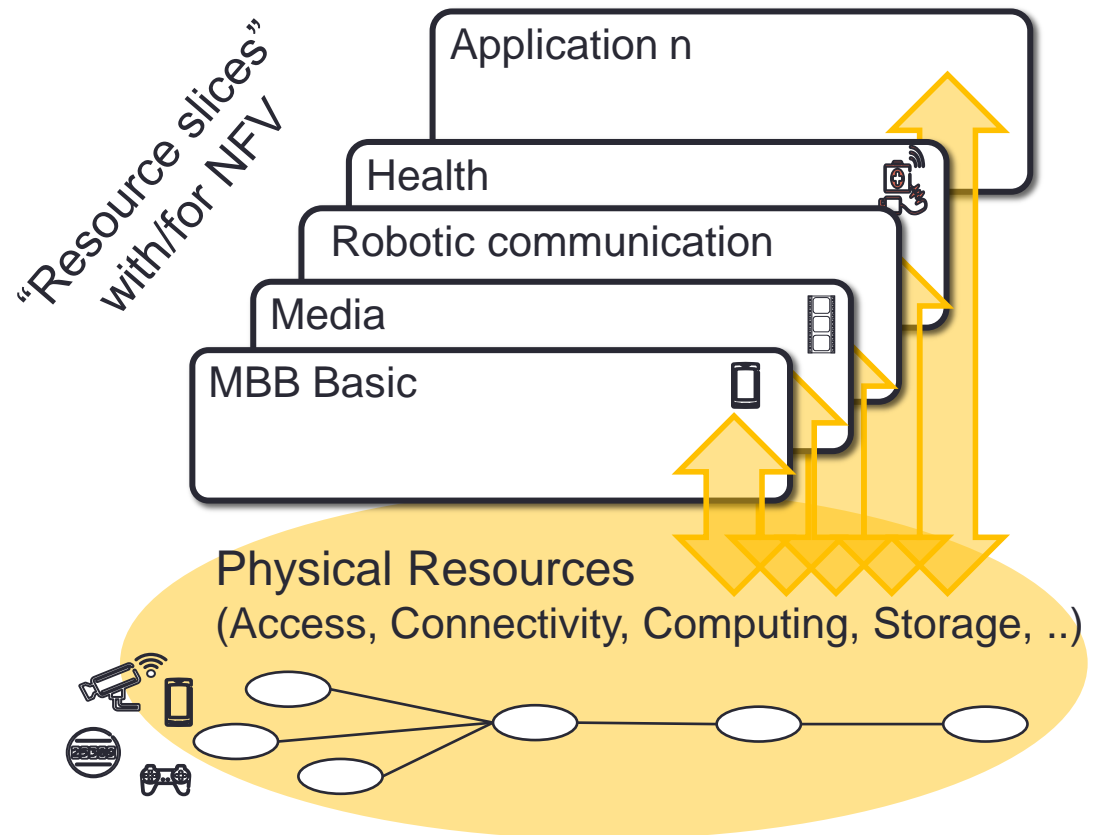 “Resource slices”
with/for NFV
Application n
Health
Robotic communication
Media
MBB Basic
Physical Resources
(Access, Connectivity, Computing, Storage, ..)